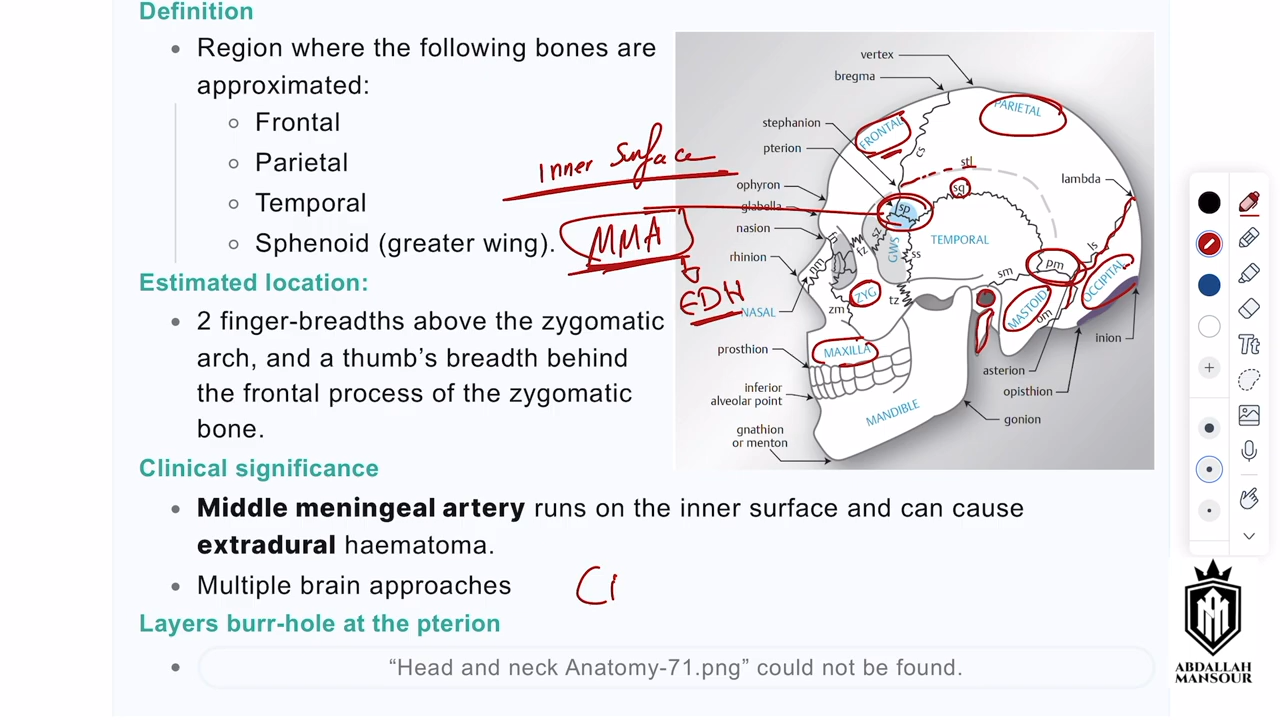 Definition
• Region where the following bones are
approximated:
○ Frontal
○ Parietal
○ Temporal
○ Sphenoid (greater wing).
Estimated location:
• 2 finger-breadths above the zygomatic
arch, and a thumb’s breadth behind
the frontal process of the zygomatic
bone.
Clinical significance
• Middle meningeal artery runs on the inner surface and can cause
extradural haematoma.
• Multiple brain approaches
Layers burr-hole at the pterion
• “Head and neck Anatomy-71.png” could not be found.
Inner Surface
MMA
EDH
vertex
bregma
stephanion
pterion
ophyron
glabella
nasion
rhinion
NASAL
prosthion
inferior
alveolar point
gnathion
or menton
FRONTAL
PARIETAL
cs
stl
sq
sp
lambda
TEMPORAL
GWS
sz
ss
fz
pm
zm
tz
ZYG
MAXILLA
MANDIBLE
sm
pm
ls
om
MASTOID
OCCIPITAL
inion
asterion
opisthion
gonion
Tt
ABDALLAH
MANSOUR